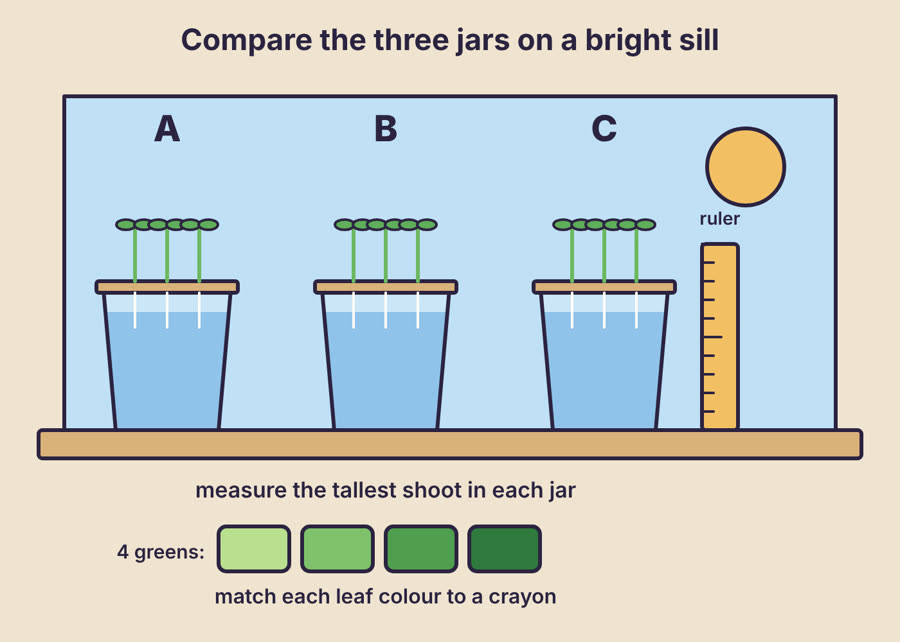 Compare the three jars on a bright sill
A
B
C
ruler
measure the tallest shoot in each jar
4 greens:
match each leaf colour to a crayon